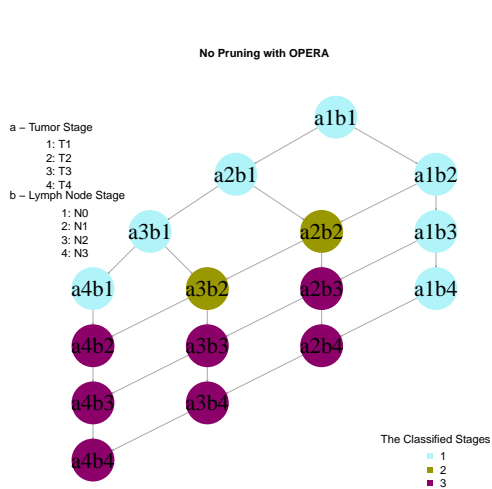 No Pruning with OPERA
a1b1
a – Tumor Stage
1: T1
2: T2
3: T3
4: T4
b – Lymph Node Stage
1: N0
2: N1
3: N2
4: N3
a2b1
a1b2
a3b1
a2b2
a1b3
a4b1
a3b2
a2b3
a1b4
a4b2
a3b3
a2b4
a4b3
a3b4
a4b4
The Classified Stages
1
2
3